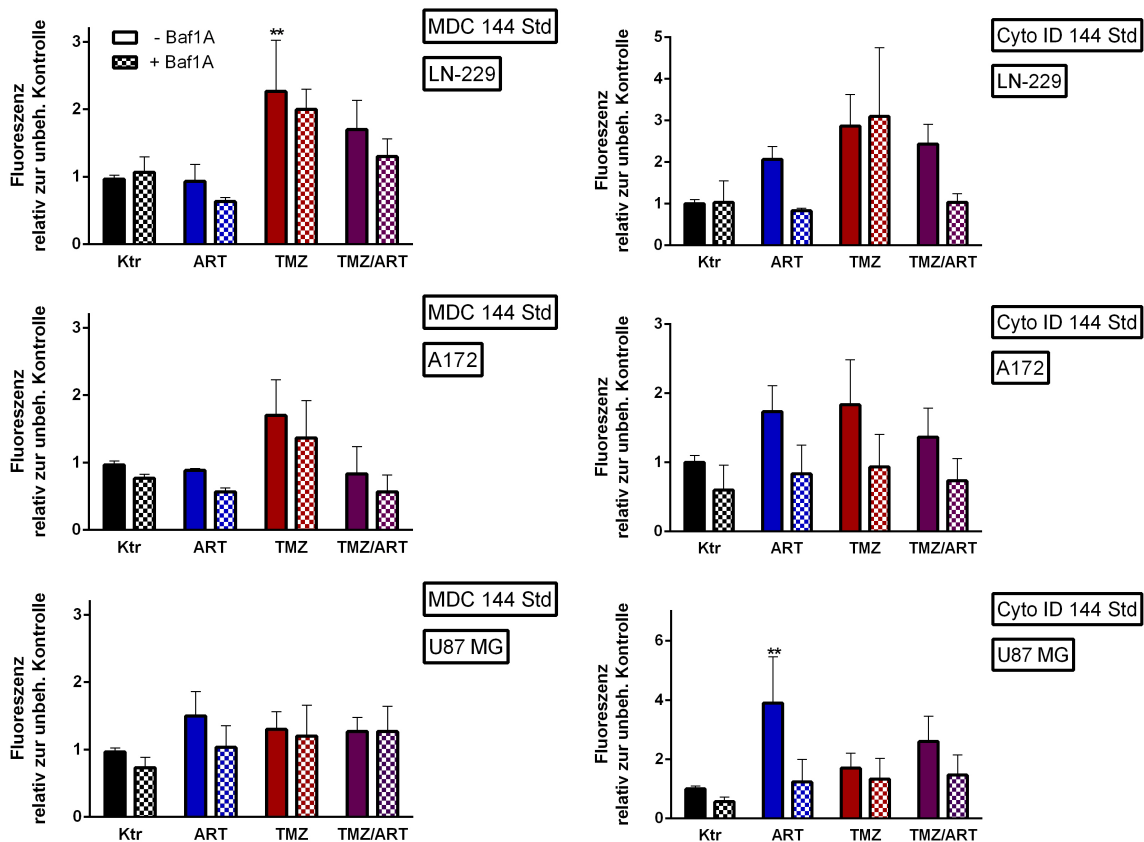 MDC 144 Std
LN-229
- Baf1A
+ Baf1A
**
Fluoreszenz
relativ zur unbeh. Kontrolle
3
2
1
0
Ktr ART TMZ TMZ/ART
Cyto ID 144 Std
LN-229
Fluoreszenz
relativ zur unbeh. Kontrolle
5
4
3
2
1
0
Ktr ART TMZ TMZ/ART
MDC 144 Std
A172
Fluoreszenz
relativ zur unbeh. Kontrolle
3
2
1
0
Ktr ART TMZ TMZ/ART
Cyto ID 144 Std
A172
Fluoreszenz
relativ zur unbeh. Kontrolle
3
2
1
0
Ktr ART TMZ TMZ/ART
MDC 144 Std
U87 MG
Fluoreszenz
relativ zur unbeh. Kontrolle
3
2
1
0
Ktr ART TMZ TMZ/ART
Cyto ID 144 Std
U87 MG
**
Fluoreszenz
relativ zur unbeh. Kontrolle
6
4
2
0
Ktr ART TMZ TMZ/ART